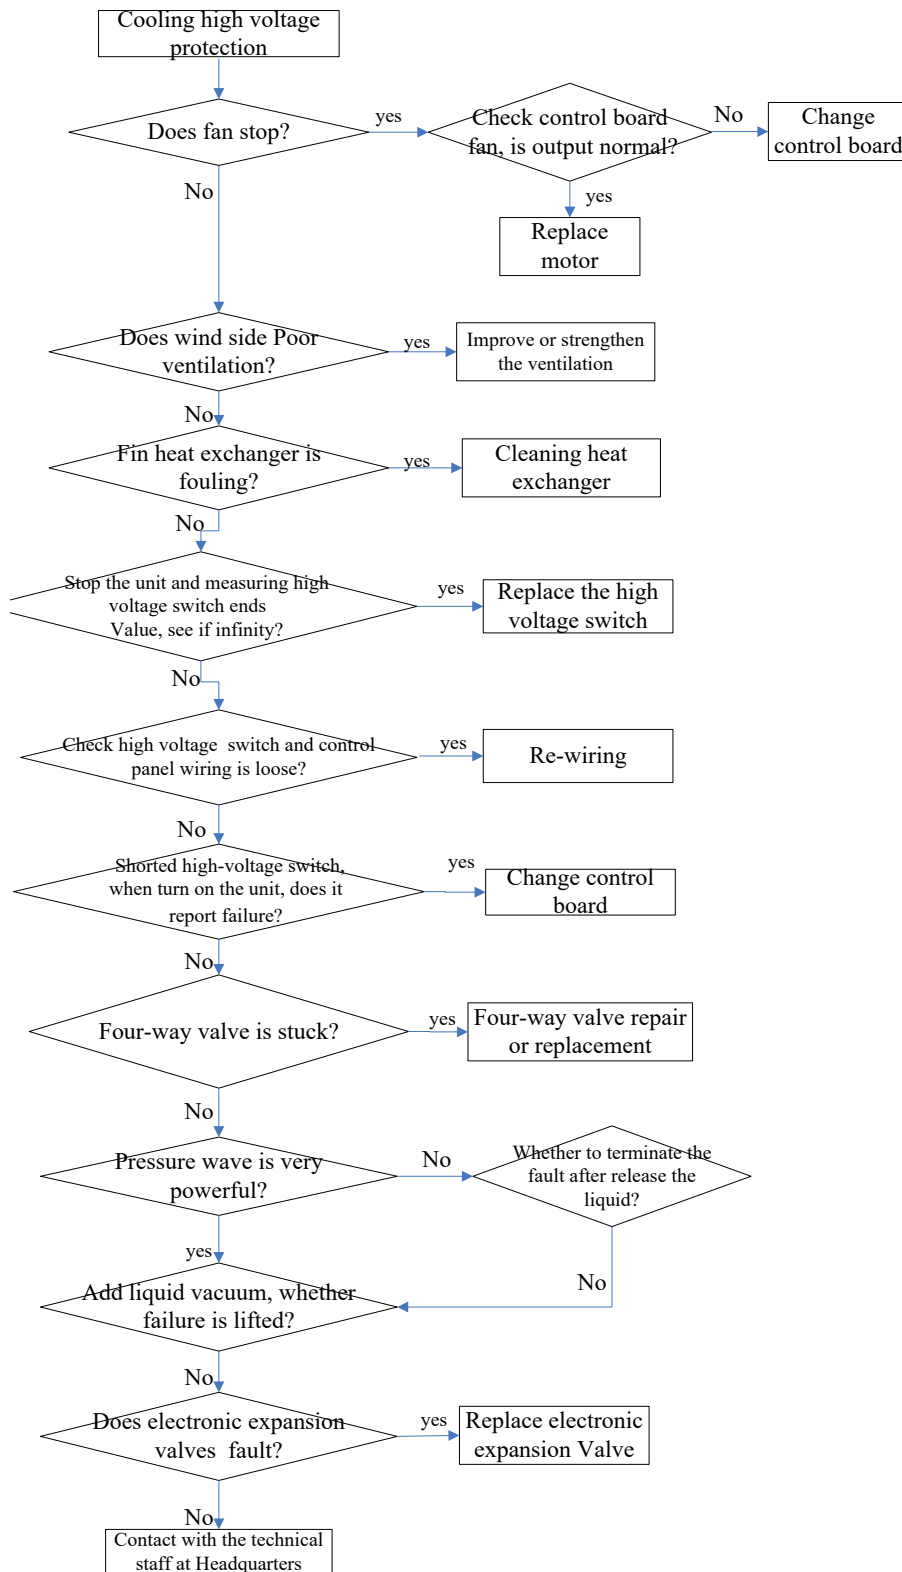 Cooling high voltage
protection
Does fan stop?
yes
Check control board
fan, is output normal?
No
Change
control board
No
yes
Replace
motor
Does wind side Poor
ventilation?
yes
Improve or strengthen
the ventilation
No
Fin heat exchanger is
fouling?
yes
Cleaning heat
exchanger
No
Stop the unit and measuring high
voltage switch ends
Value, see if infinity?
yes
Replace the high
voltage switch
No
Check high voltage switch and control
panel wiring is loose?
yes
Re-wiring
No
Shorted high-voltage switch,
when turn on the unit, does it
report failure?
yes
Change control
board
No
Four-way valve is stuck?
yes
Four-way valve repair
or replacement
No
Pressure wave is very
powerful?
No
Whether to terminate the
fault after release the
liquid?
yes
No
Add liquid vacuum, whether
failure is lifted?
No
Does electronic expansion
valves fault?
yes
Replace electronic
expansion Valve
No
Contact with the technical
staff at Headquarters